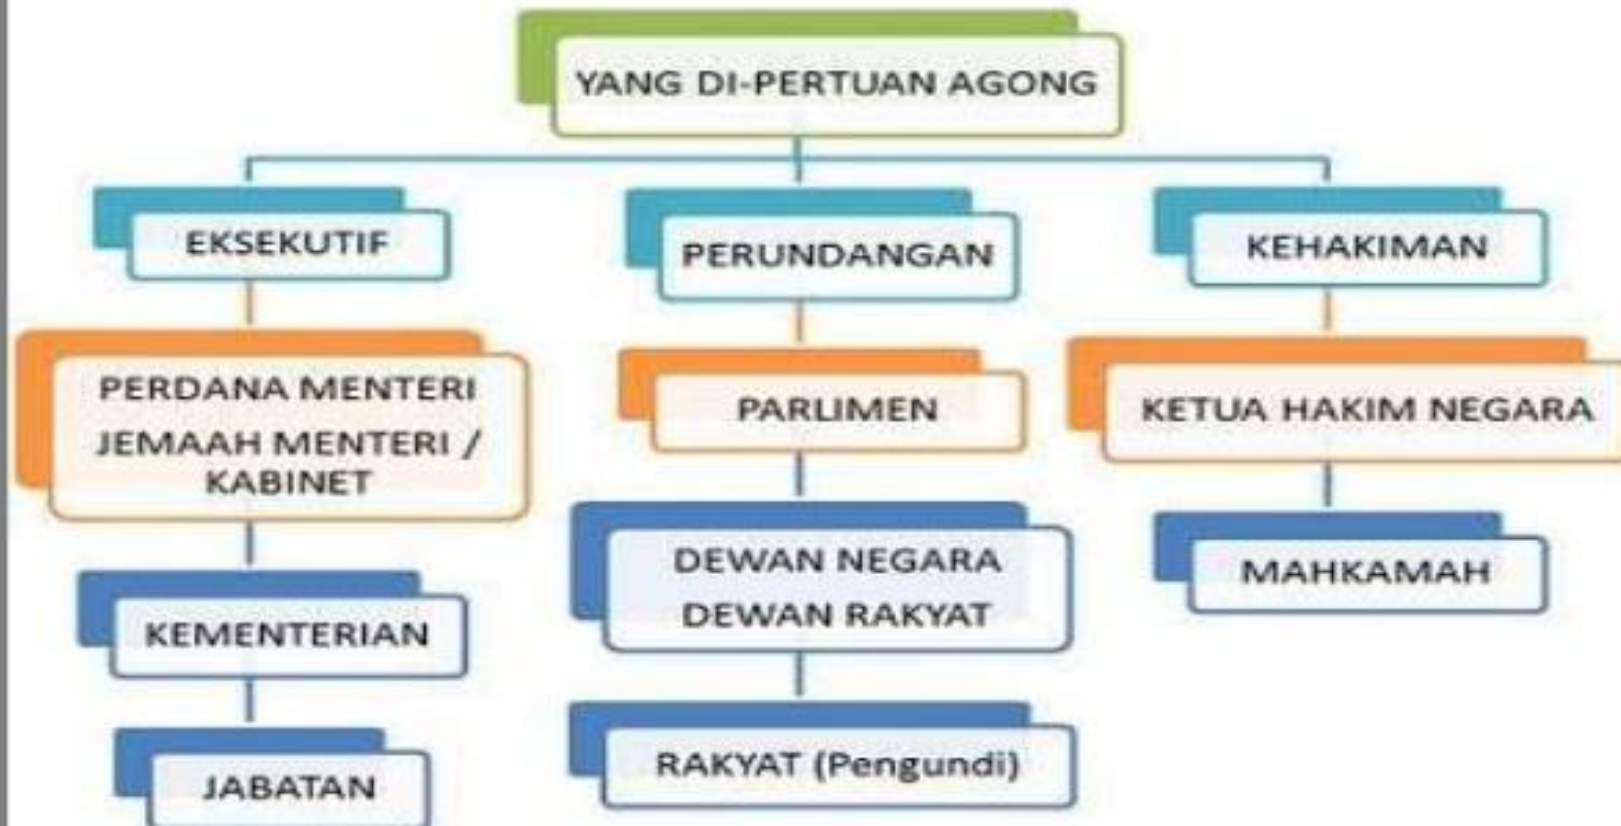 YANG DI-PERTUAN AGONG
EKSEKUTIF
PERUNDANGAN
KEHAKIMAN
PERDANA MENTERI
JEMAAH MENTERI /
KABINET
PARLIMEN
KETUA HAKIM NEGARA
DEWAN NEGARA
DEWAN RAKYAT
MAHKAMAH
KEMENTERIAN
RAKYAT (Pengundi)
JABATAN